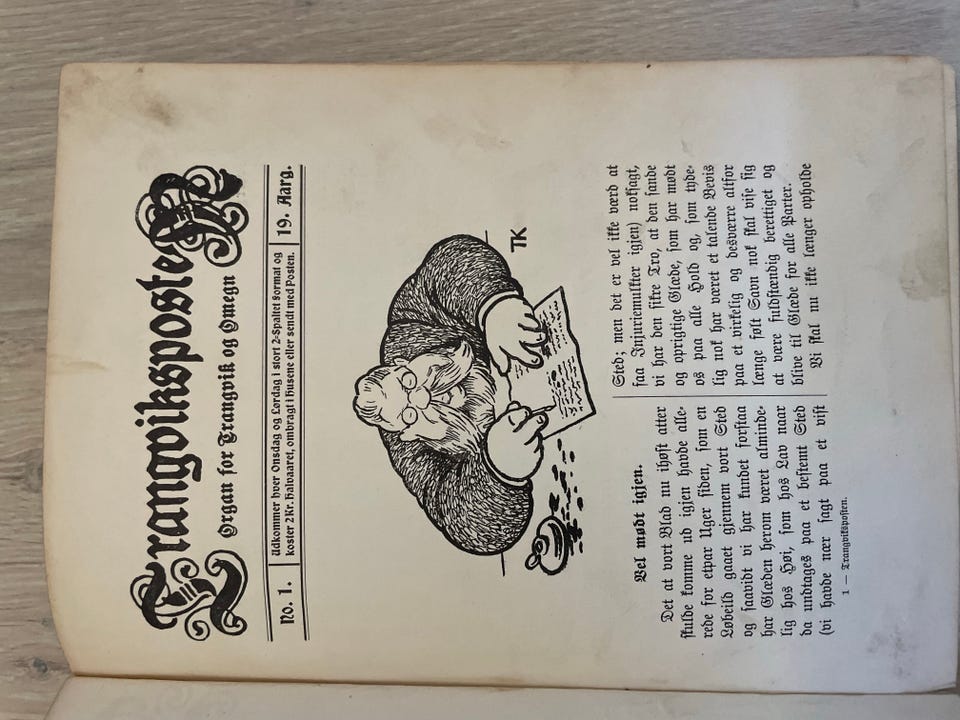 Trangviksposten
Organ for Trangvik og Omegn
No. 1.
Udkommer hver Onsdag og Lørdag i stort 2-Spaltet Format og
koster 2 Kr. Halvaaret, ombragt i Husene eller sendt med Posten.
19. Aarg.
TK
Vel mødt igjen.
Det at vort Blad nu ihøst atter
skulde komme ud igjen havde alle-
rede for etpar Uger siden, som en
Løbeild gaaet gjennem vort Sted
og saavidt vi har kundet forstaa
har Glæden herom været alminde-
lig hos Høi, som hos Lav naar
da undtages paa et bestemt Sted
(vi havde nær sagt paa et vist
1 — Trangviksposten.
Sted; men det er vel ikke værd at
faa Injuriemulkter igjen) noksagt,
vi har den sikre Tro, at den sande
og oprigtige Glæde, som har mødt
os paa alle Hold og, som tyde-
lig nok har været et talende Bevis
paa et virkelig og desværre altfor
længe følt Savn nok skal vise sig
at være fuldstændig berettiget og
blive til Glæde for alle Parter.
Vi skal nu ikke længer opholde